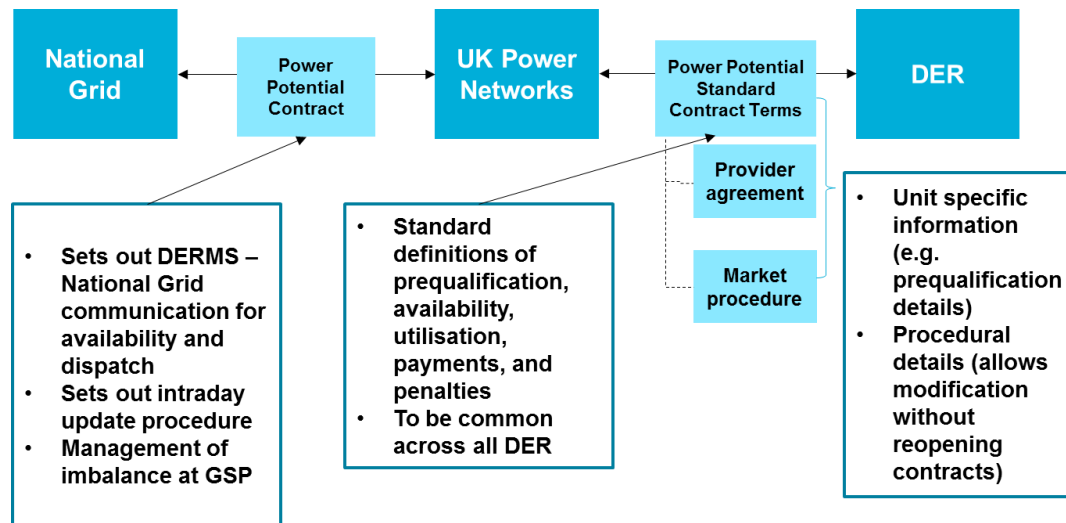 National
Grid
Power
Potential
Contract
UK Power
Networks
Power Potential
Standard
Contract Terms
DER
Provider
agreement
Market
procedure
• Sets out DERMS –
National Grid
communication for
availability and
dispatch
• Sets out intraday
update procedure
• Management of
imbalance at GSP
• Standard
definitions of
prequalification,
availability,
utilisation,
payments, and
penalties
• To be common
across all DER
• Unit specific
information
(e.g.
prequalification
details)
• Procedural
details (allows
modification
without
reopening
contracts)